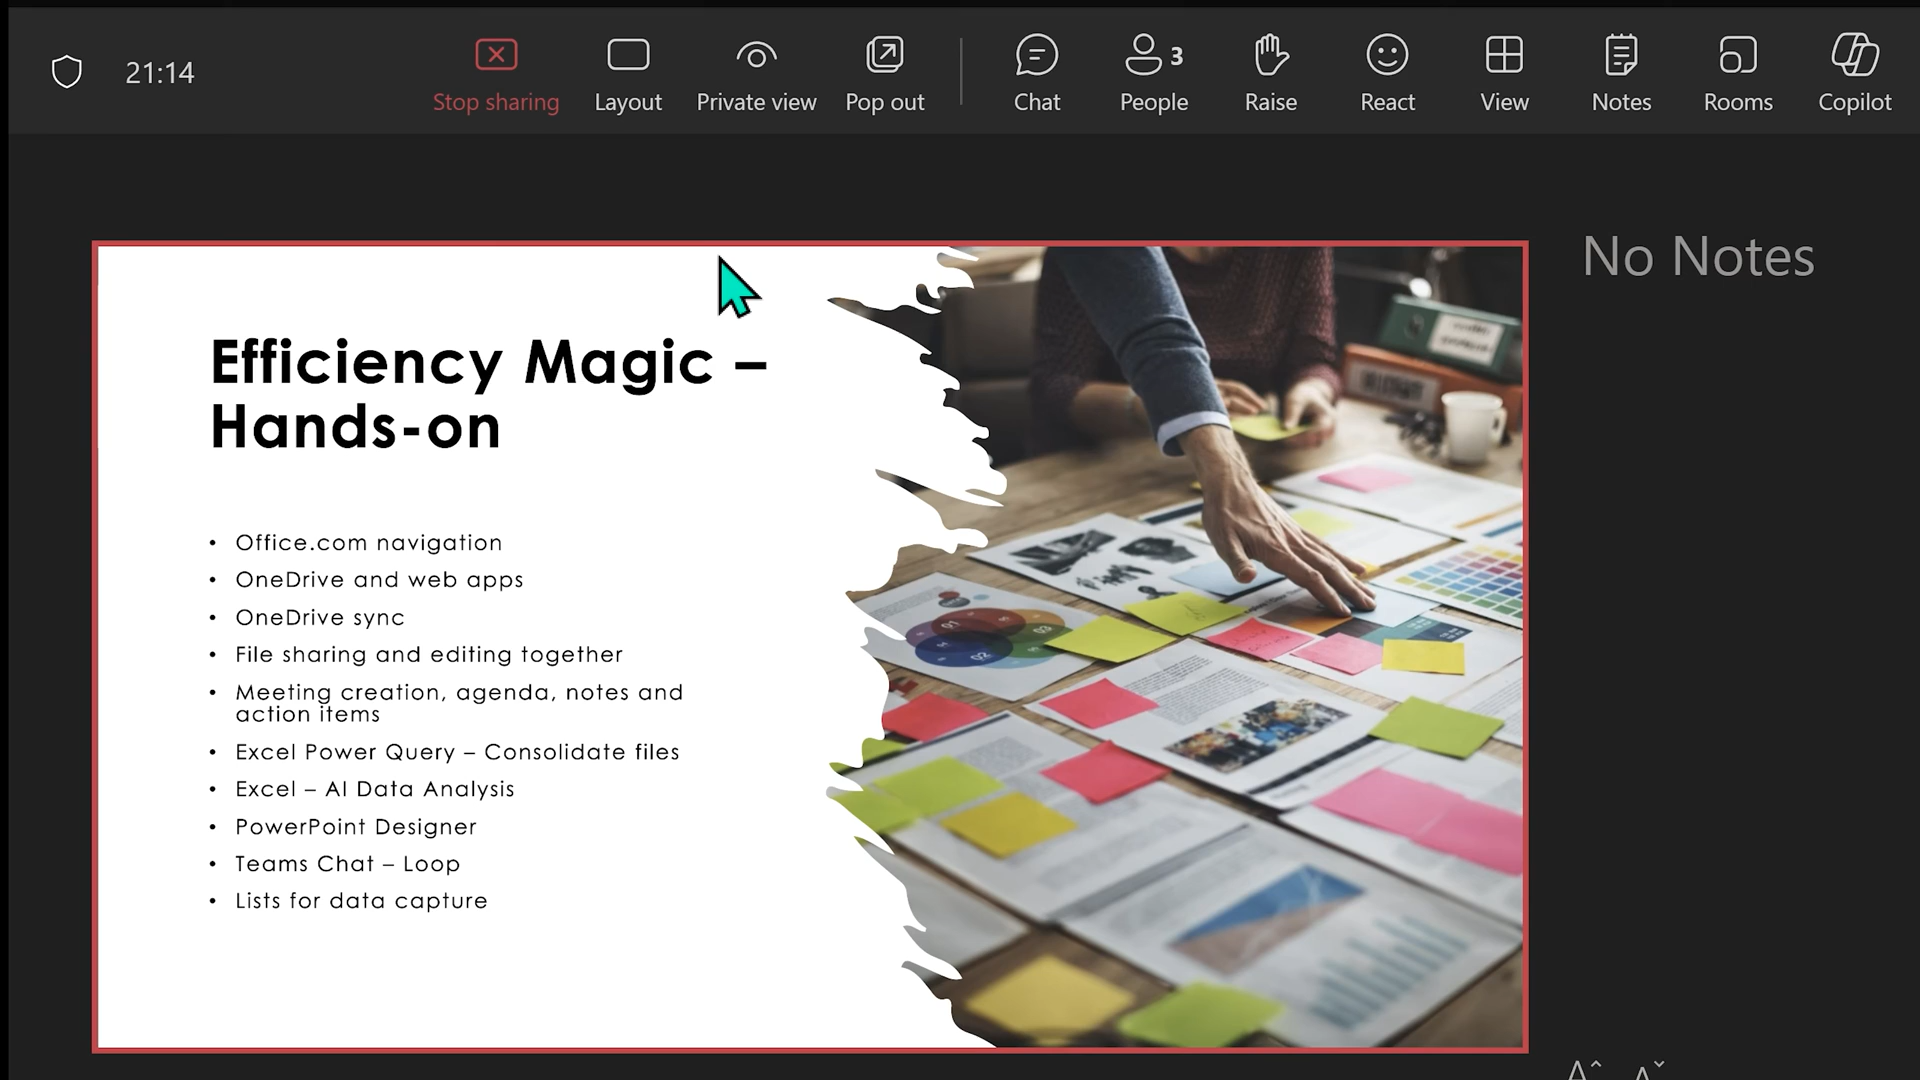 21:14
Stop sharing
Layout
Private view
Pop out
Chat
3
People
Raise
React
View
Notes
Rooms
Copilot
No Notes
Efficiency Magic –
Hands-on
• Office.com navigation
• OneDrive and web apps
• OneDrive sync
• File sharing and editing together
• Meeting creation, agenda, notes and
action items
• Excel Power Query – Consolidate files
• Excel – AI Data Analysis
• PowerPoint Designer
• Teams Chat – Loop
• Lists for data capture
01
02
03